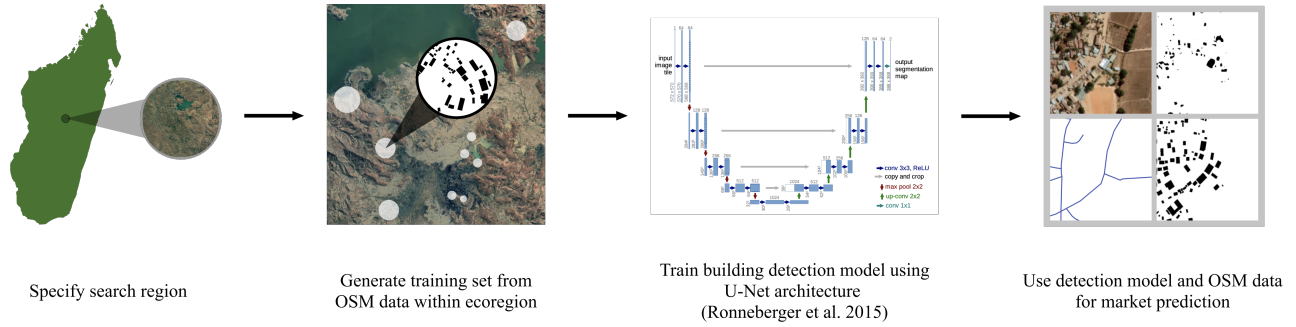 Specify search region
Generate training set from
OSM data within ecoregion
input
image
tile
output
segmentation
map
conv 3x3, ReLU
copy and crop
max pool 2x2
up-conv 2x2
conv 1x1
Train building detection model using
U-Net architecture
(Ronneberger et al. 2015)
Use detection model and OSM data
for market prediction